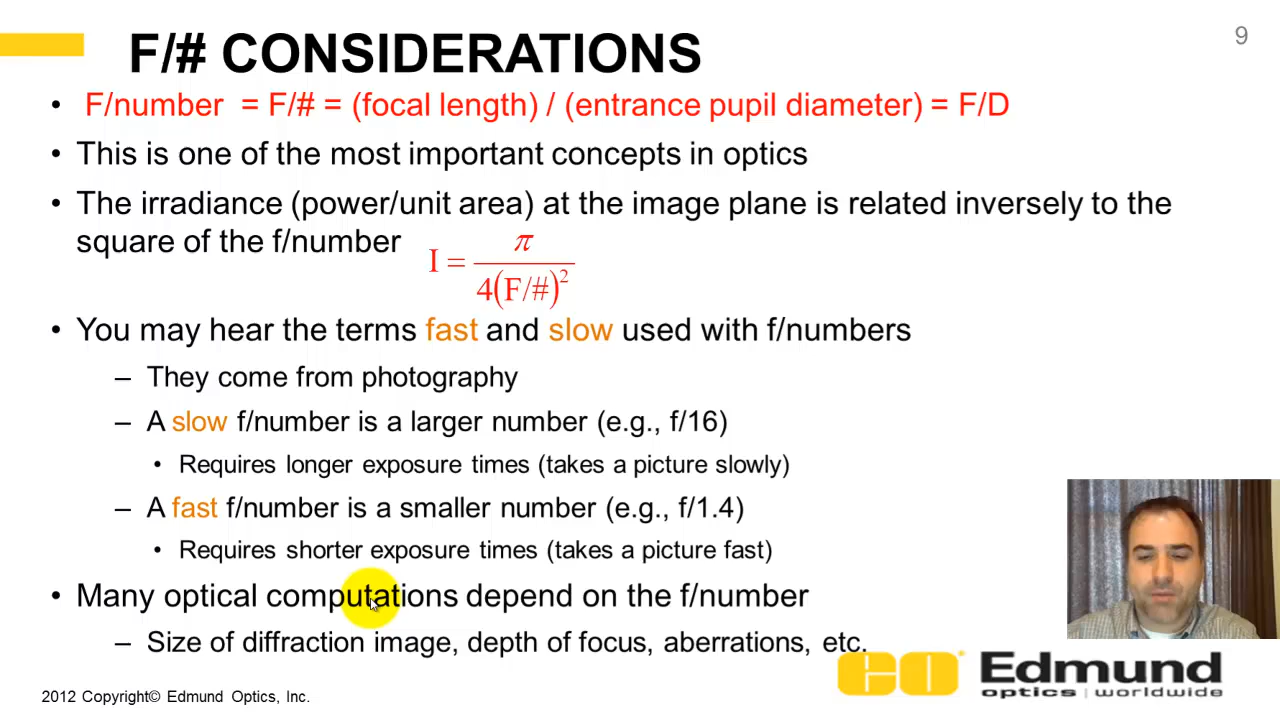 F/# CONSIDERATIONS
9
• F/number = F/# = (focal length) / (entrance pupil diameter) = F/D
• This is one of the most important concepts in optics
• The irradiance (power/unit area) at the image plane is related inversely to the
square of the f/number
I = π / 4(F/#)²
• You may hear the terms fast and slow used with f/numbers
– They come from photography
– A slow f/number is a larger number (e.g., f/16)
• Requires longer exposure times (takes a picture slowly)
– A fast f/number is a smaller number (e.g., f/1.4)
• Requires shorter exposure times (takes a picture fast)
• Many optical computations depend on the f/number
– Size of diffraction image, depth of focus, aberrations, etc.
EO® Edmund
optics | worldwide
2012 Copyright© Edmund Optics, Inc.